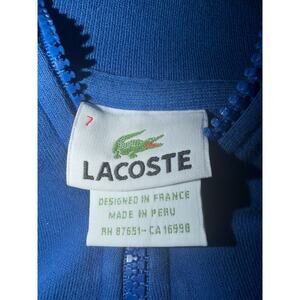 7
LACOSTE
DESIGNED IN FRANCE
MADE IN PERU
RN 87651-CA 16998